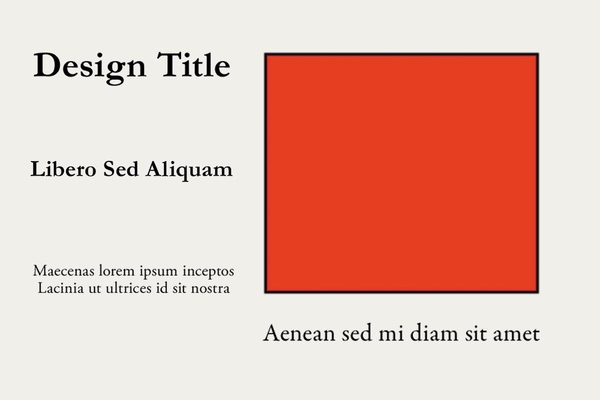 Design Title
Libero Sed Aliquam
Maecenas lorem ipsum inceptos
Lacinia ut ultrices id sit nostra
Aenean sed mi diam sit amet